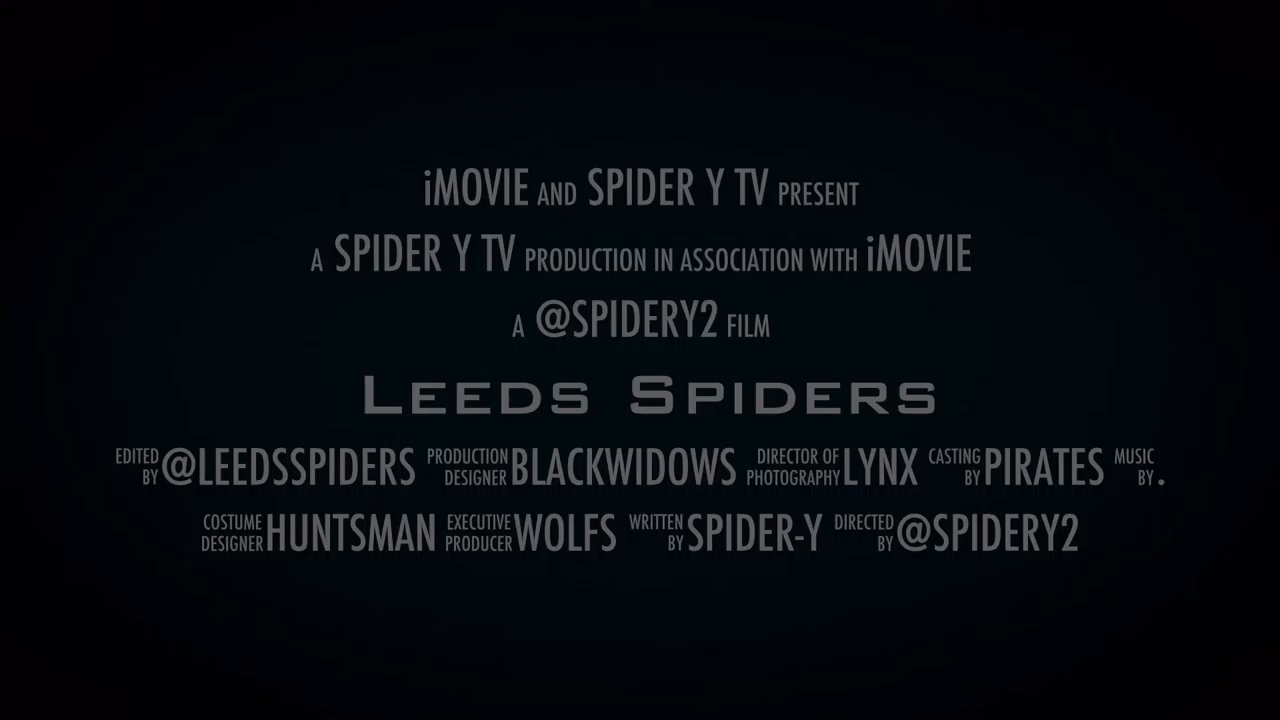 iMOVIE AND SPIDER Y TV PRESENT
A SPIDER Y TV PRODUCTION IN ASSOCIATION WITH iMOVIE
A @SPIDERY2 FILM
LEEDS SPIDERS
EDITED BY @LEEDSSPIDERS PRODUCTION DESIGNER BLACKWIDOWS DIRECTOR OF PHOTOGRAPHY LYNX CASTING BY PIRATES MUSIC BY .
COSTUME DESIGNER HUNTSMAN EXECUTIVE PRODUCER WOLFS WRITTEN BY SPIDER-Y DIRECTED BY @SPIDERY2